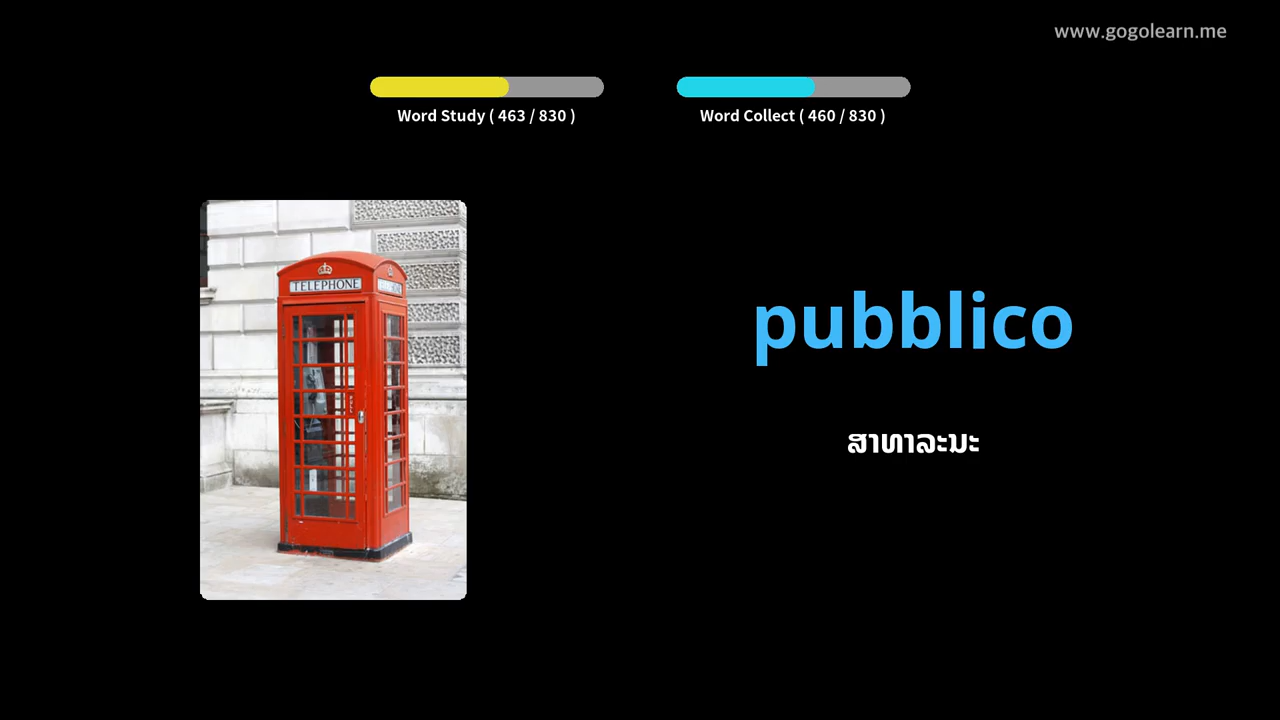 www.gogolearn.me
Word Study ( 463 / 830 )
Word Collect ( 460 / 830 )
TELEPHONE
pubblico
ສາທາລະນະ